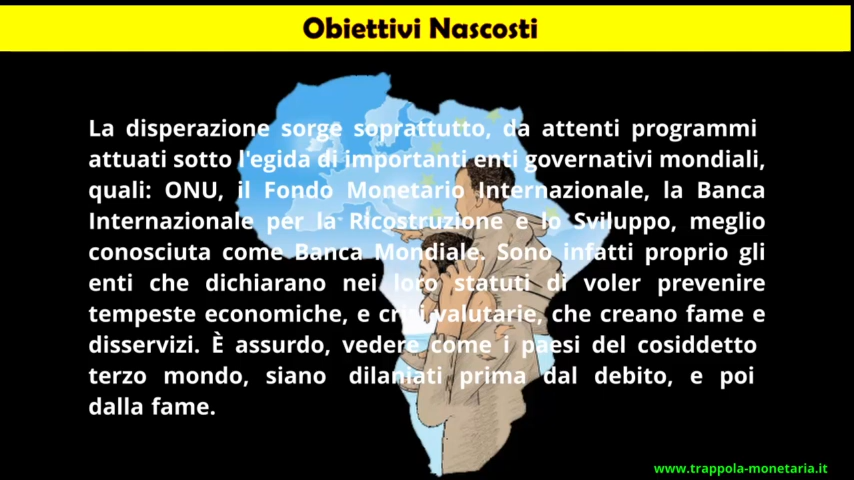 Obiettivi Nascosti
La disperazione sorge soprattutto, da attenti programmi
attuati sotto l'egida di importanti enti governativi mondiali,
quali: ONU, il Fondo Monetario Internazionale, la Banca
Internazionale per la Ricostruzione e lo Sviluppo, meglio
conosciuta come Banca Mondiale. Sono infatti proprio gli
enti che dichiarano nei loro statuti di voler prevenire
tempeste economiche, e crisi valutarie, che creano fame e
disservizi. È assurdo, vedere come i paesi del cosiddetto
terzo mondo, siano dilaniati prima dal debito, e poi
dalla fame.
www.trappola-monetaria.it